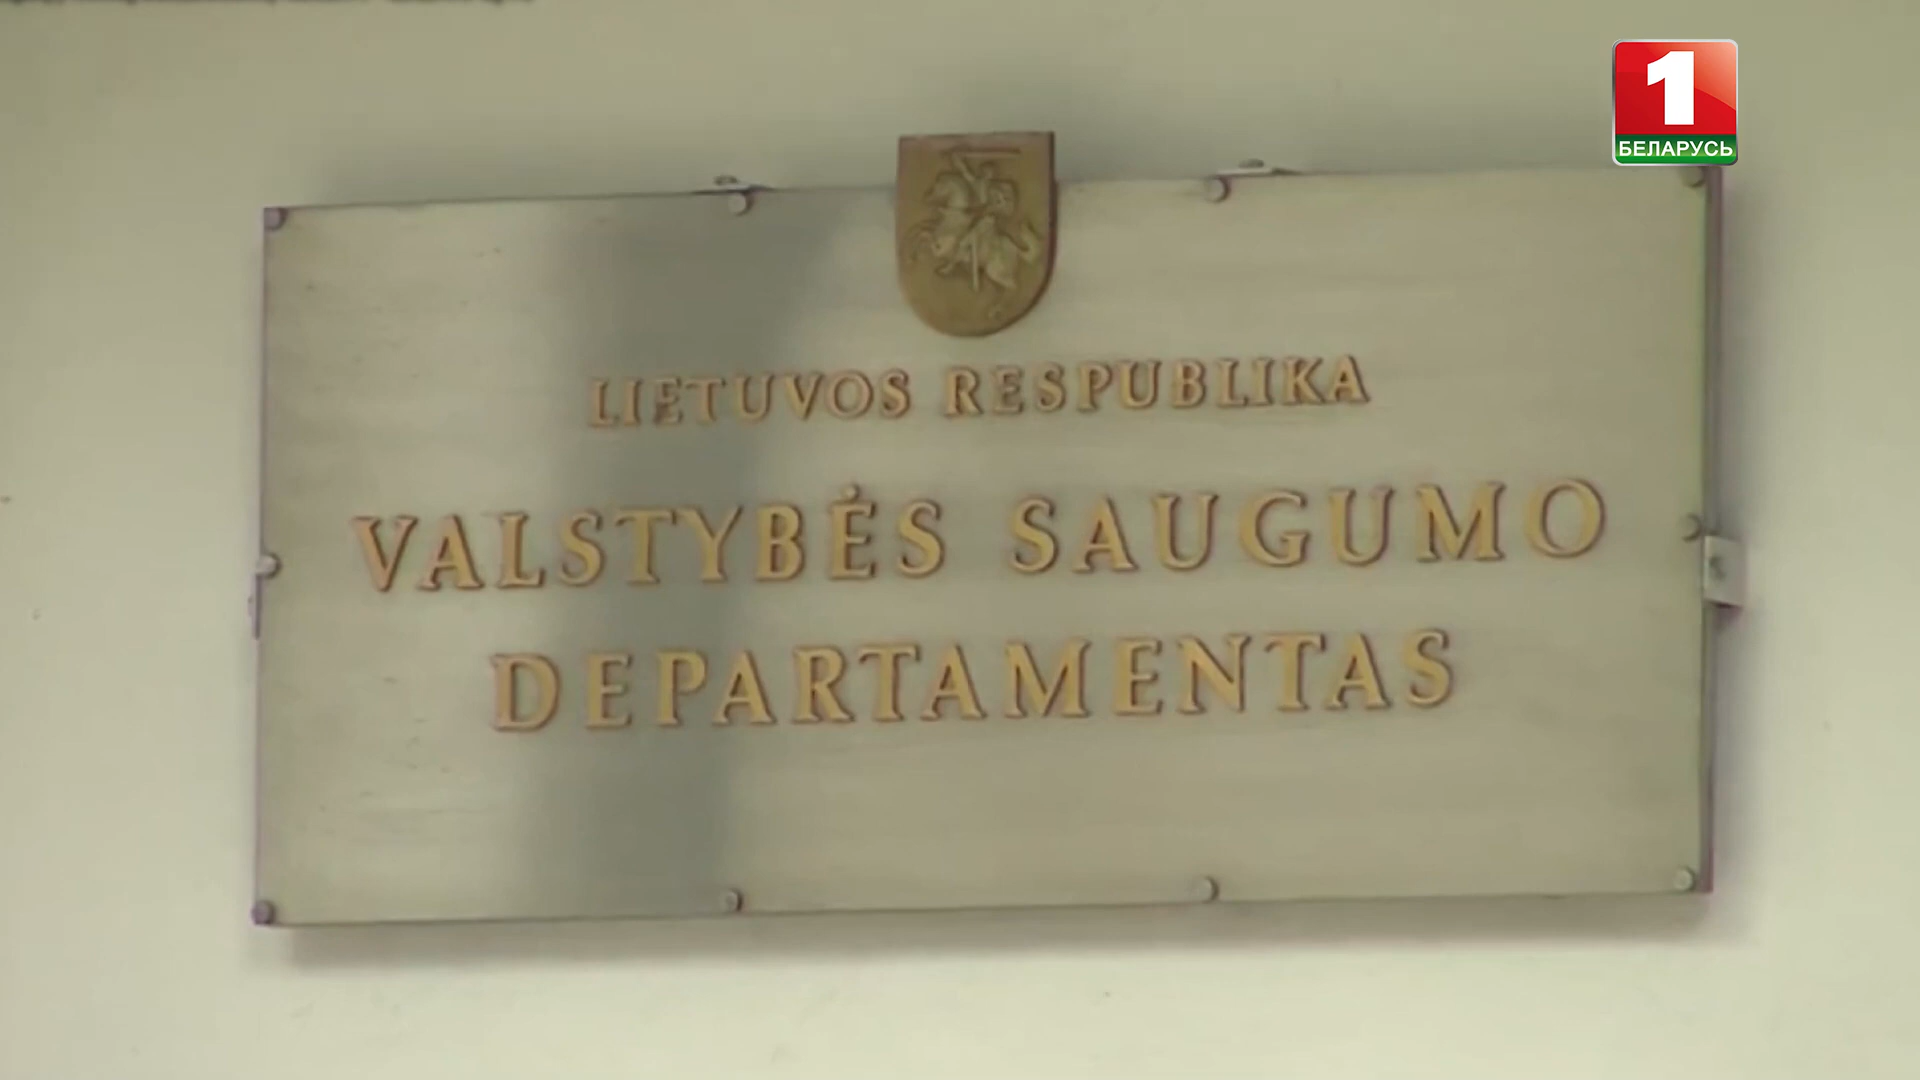 1
БЕЛАРУСЬ
LIETUVOS RESPUBLIKA
VALSTYBĖS SAUGUMO
DEPARTAMENTAS